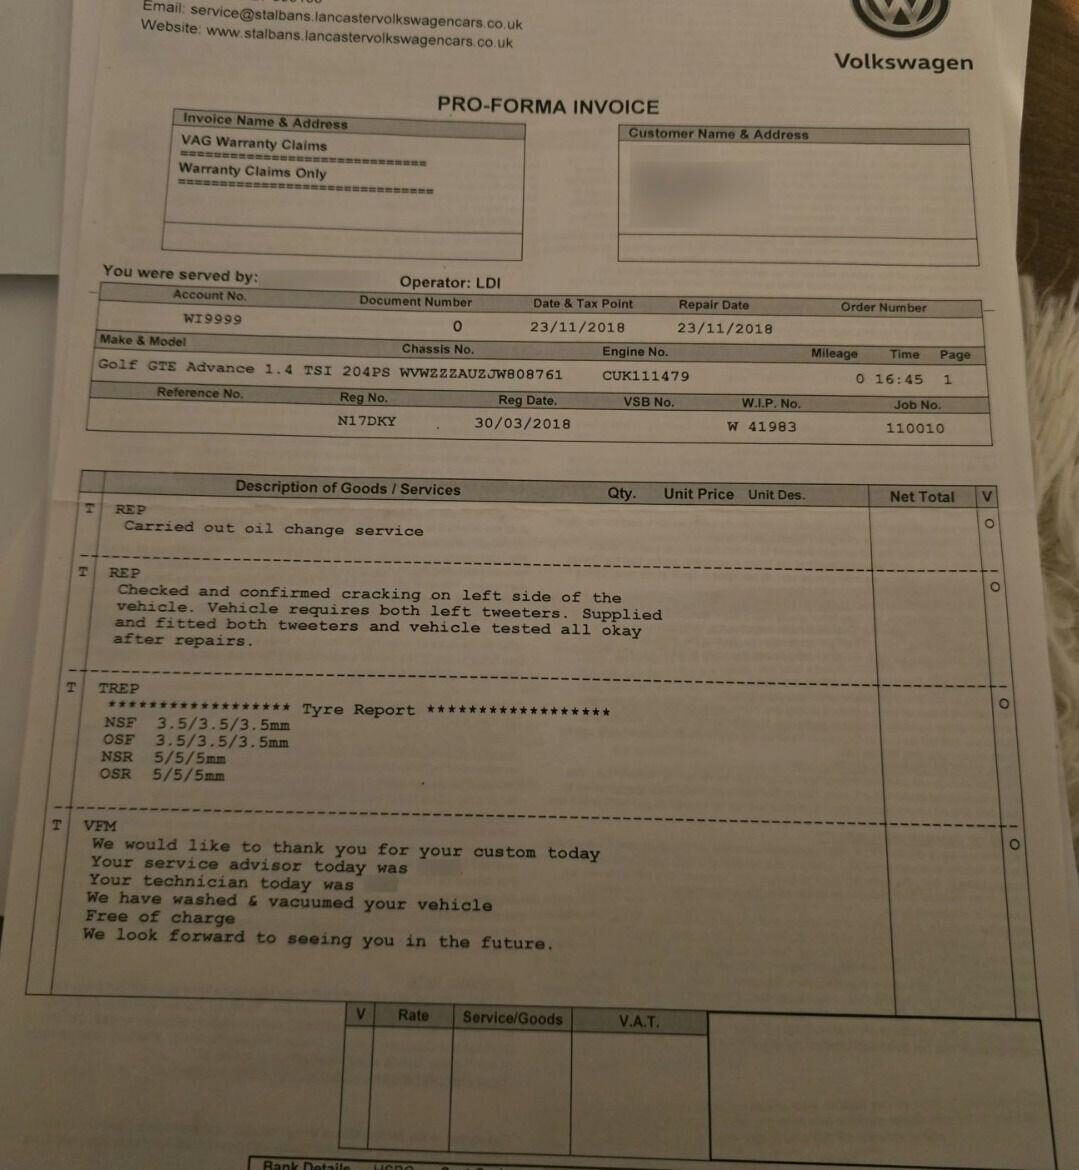 Email: service@stalbans.lancastervolkswagencars.co.uk
Website: www.stalbans.lancastervolkswagencars.co.uk
Volkswagen
PRO-FORMA INVOICE
Invoice Name & Address
VAG Warranty Claims
==============================
Warranty Claims Only
===============================
Customer Name & Address
You were served by: Operator: LDI
Account No. Document Number Date & Tax Point Repair Date Order Number
WI9999 0 23/11/2018 23/11/2018
Make & Model Chassis No. Engine No. Mileage Time Page
Golf GTE Advance 1.4 TSI 204PS WVWZZZAUZJW808761 CUK111479 0 16:45 1
Reference No. Reg No. Reg Date. VSB No. W.I.P. No. Job No.
N17DKY 30/03/2018 W 41983 110010
Description of Goods / Services Qty. Unit Price Unit Des. Net Total V
T REP
Carried out oil change service O
T REP
Checked and confirmed cracking on left side of the O
vehicle. Vehicle requires both left tweeters. Supplied
and fitted both tweeters and vehicle tested all okay
after repairs.
T TREP
****************** Tyre Report ****************** O
NSF 3.5/3.5/3.5mm
OSF 3.5/3.5/3.5mm
NSR 5/5/5mm
OSR 5/5/5mm
T VFM
We would like to thank you for your custom today O
Your service advisor today was
Your technician today was
We have washed & vacuumed your vehicle
Free of charge
We look forward to seeing you in the future.
V Rate Service/Goods V.A.T.
Bank Details